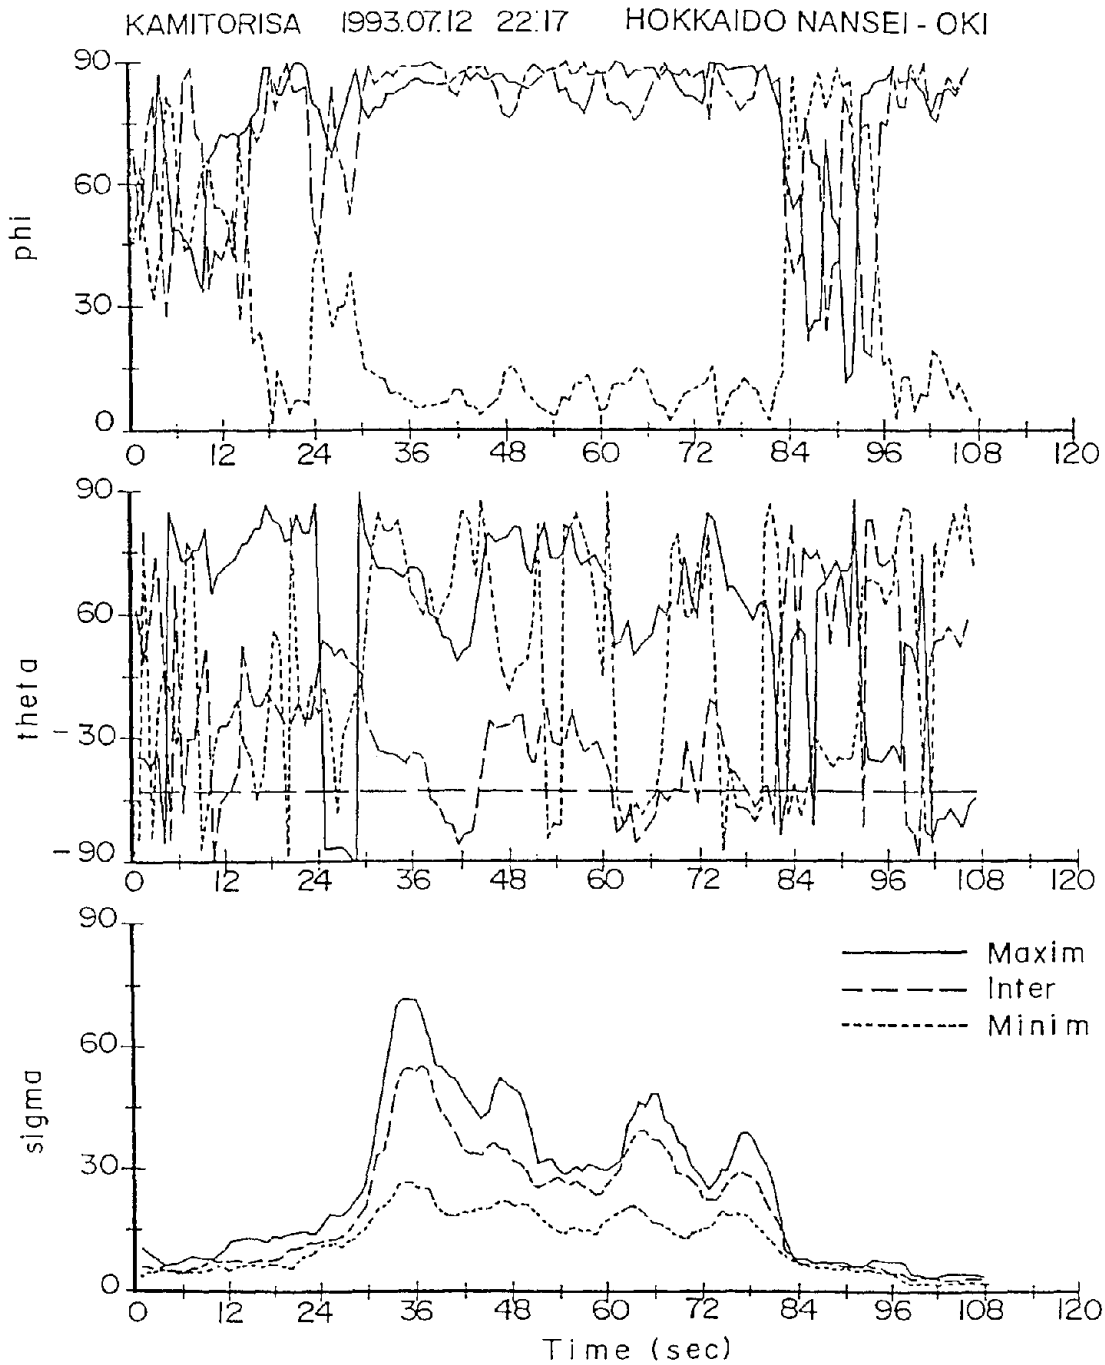 KAMITORISA 1993.07.12 22:17 HOKKAIDO NANSEI - OKI
90
60
phi
30
0
0 12 24 36 48 60 72 84 96 108 120
90
60
theta
-30
-90
0 12 24 36 48 60 72 84 96 108 120
90
Maxim
Inter
Minim
60
sigma
30
0
0 12 24 36 48 60 72 84 96 108 120
Time (sec)